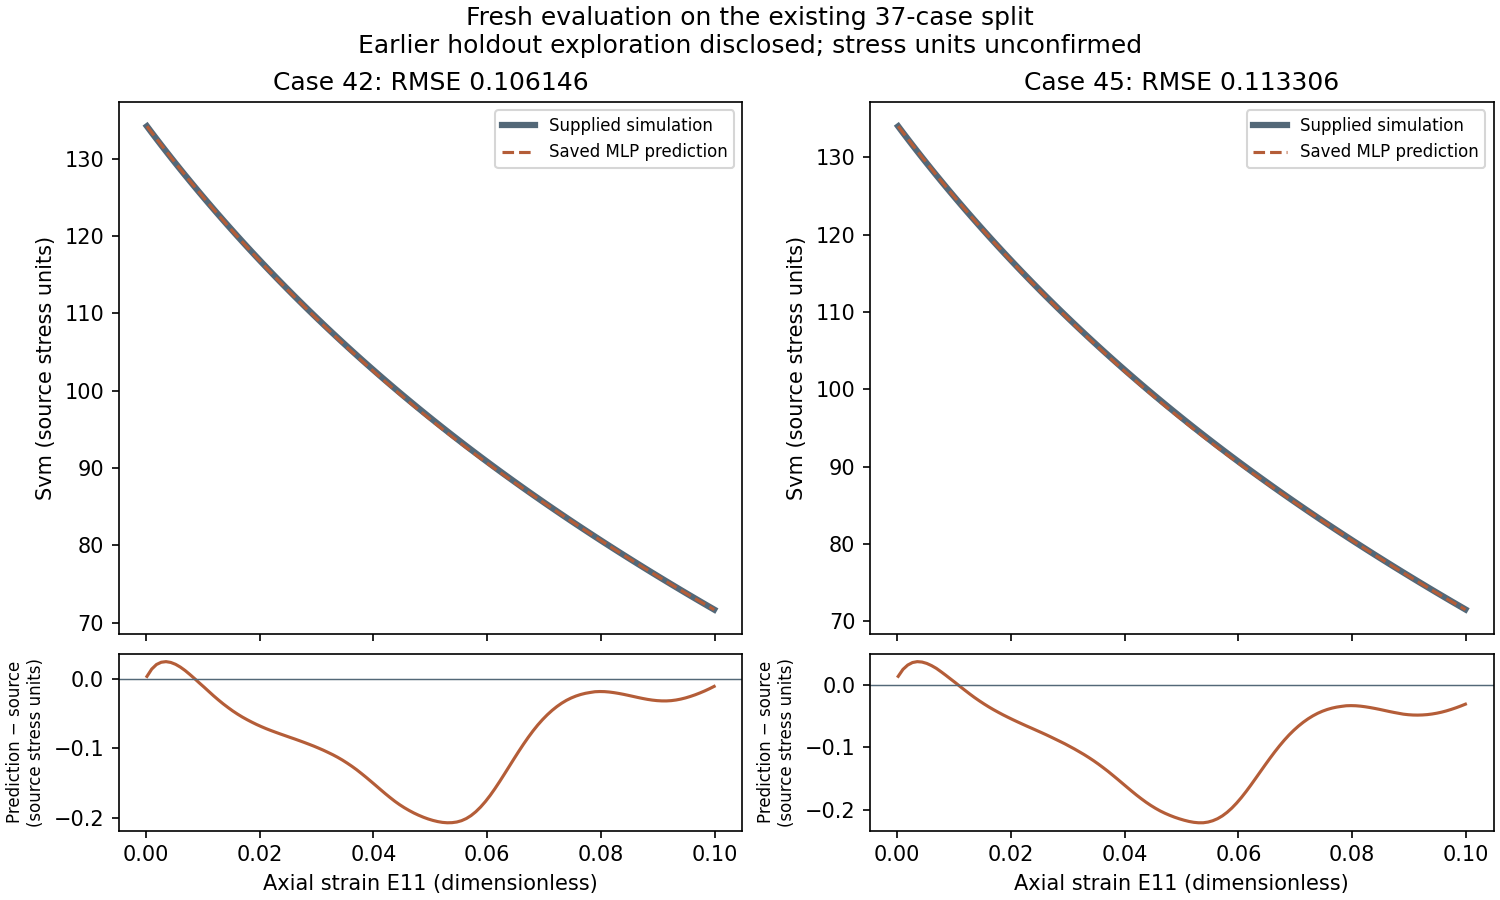 Fresh evaluation on the existing 37-case split
Earlier holdout exploration disclosed; stress units unconfirmed
Case 42: RMSE 0.106146
Supplied simulation
Saved MLP prediction
Svm (source stress units)
130
120
110
100
90
80
70
Prediction − source
(source stress units)
0.0
−0.1
−0.2
0.00 0.02 0.04 0.06 0.08 0.10
Axial strain E11 (dimensionless)
Case 45: RMSE 0.113306
Supplied simulation
Saved MLP prediction
Svm (source stress units)
130
120
110
100
90
80
70
Prediction − source
(source stress units)
0.0
−0.1
−0.2
0.00 0.02 0.04 0.06 0.08 0.10
Axial strain E11 (dimensionless)